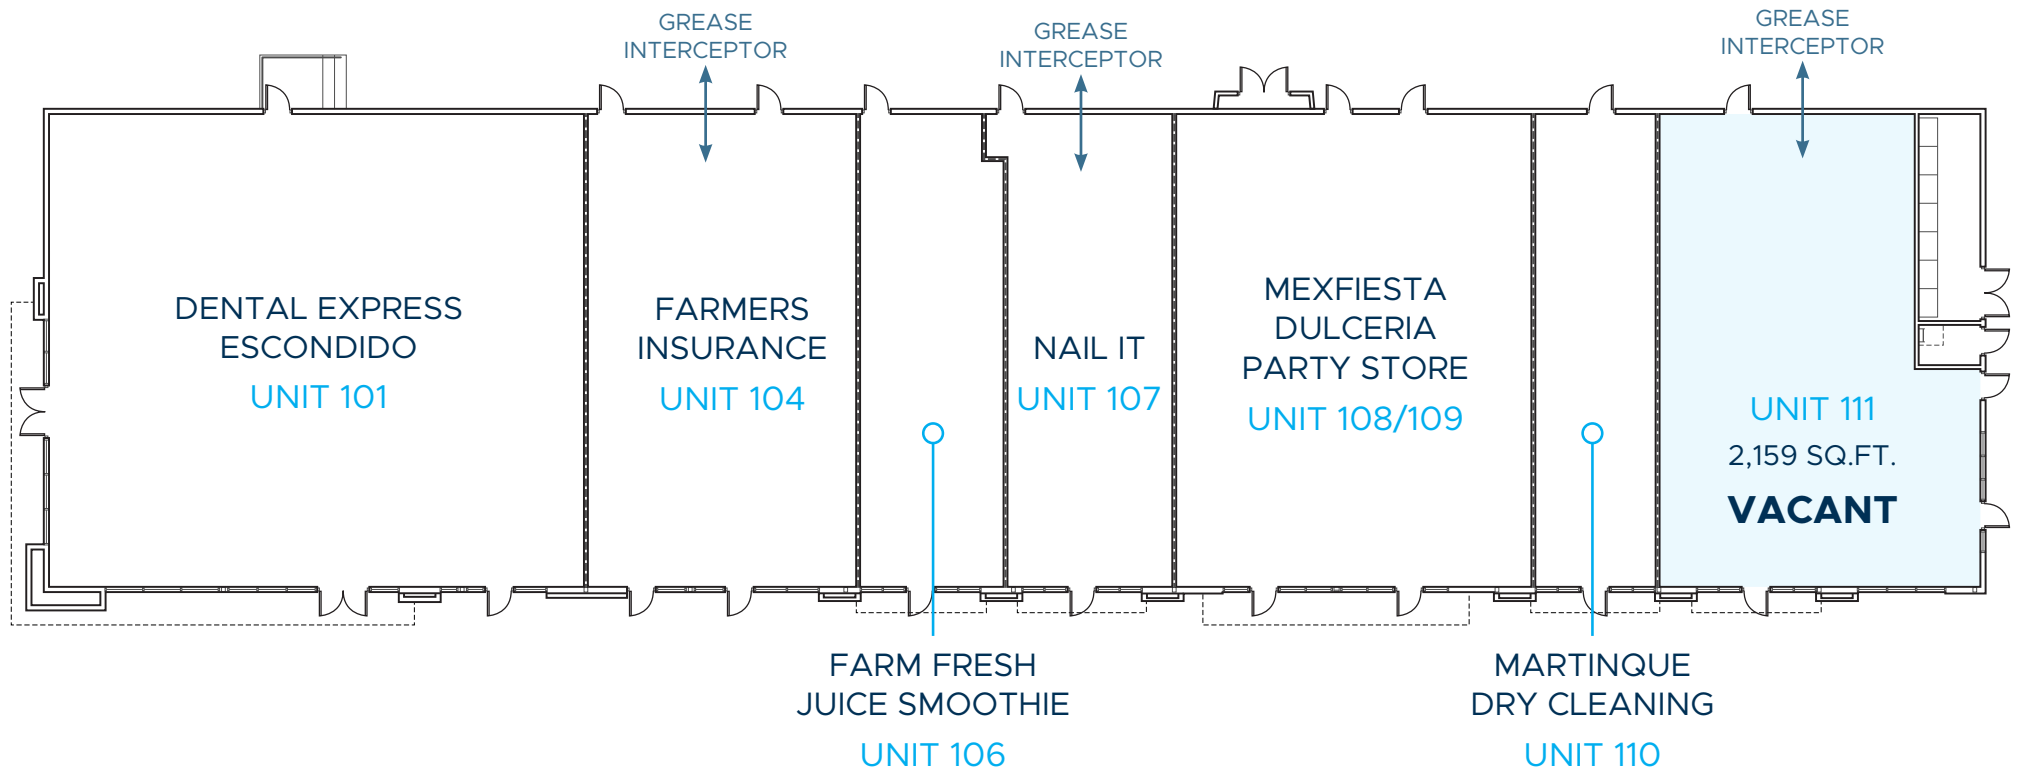 GREASE
INTERCEPTOR
GREASE
INTERCEPTOR
GREASE
INTERCEPTOR
DENTAL EXPRESS
ESCONDIDO
UNIT 101
FARMERS
INSURANCE
UNIT 104
NAIL IT
UNIT 107
MEXFIESTA
DULCERIA
PARTY STORE
UNIT 108/109
UNIT 111
2,159 SQ.FT.
VACANT
FARM FRESH
JUICE SMOOTHIE
UNIT 106
MARTINQUE
DRY CLEANING
UNIT 110